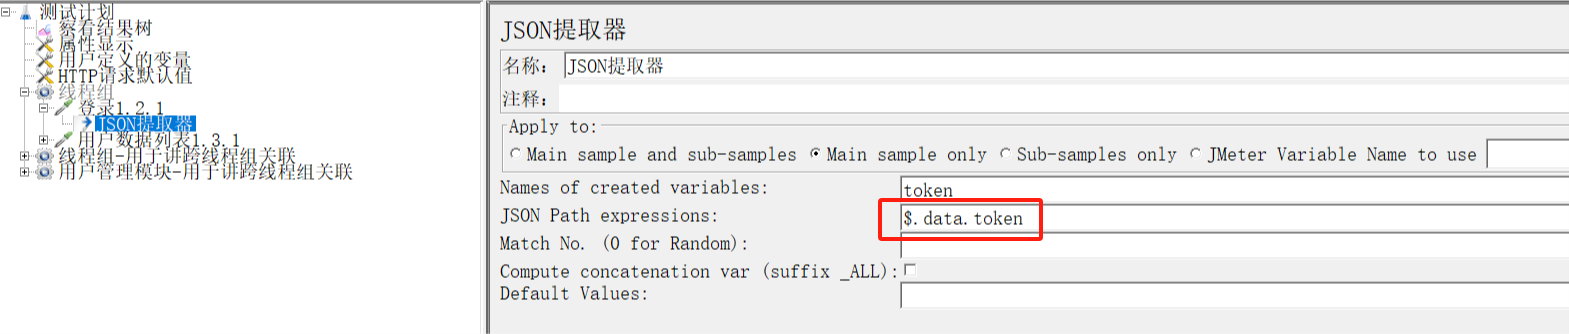 测试计划
察看结果树
属性显示
用户定义的变量
HTTP请求默认值
线程组
登录1.2.1
JSON提取器
用户数据列表1.3.1
线程组-用于讲跨线程组关联
用户管理模块-用于讲跨线程组关联
JSON提取器
名称： JSON提取器
注释：
Apply to:
Main sample and sub-samples Main sample only Sub-samples only JMeter Variable Name to use
Names of created variables: token
JSON Path expressions: $.data.token
Match No. (0 for Random):
Compute concatenation var (suffix _ALL):
Default Values: